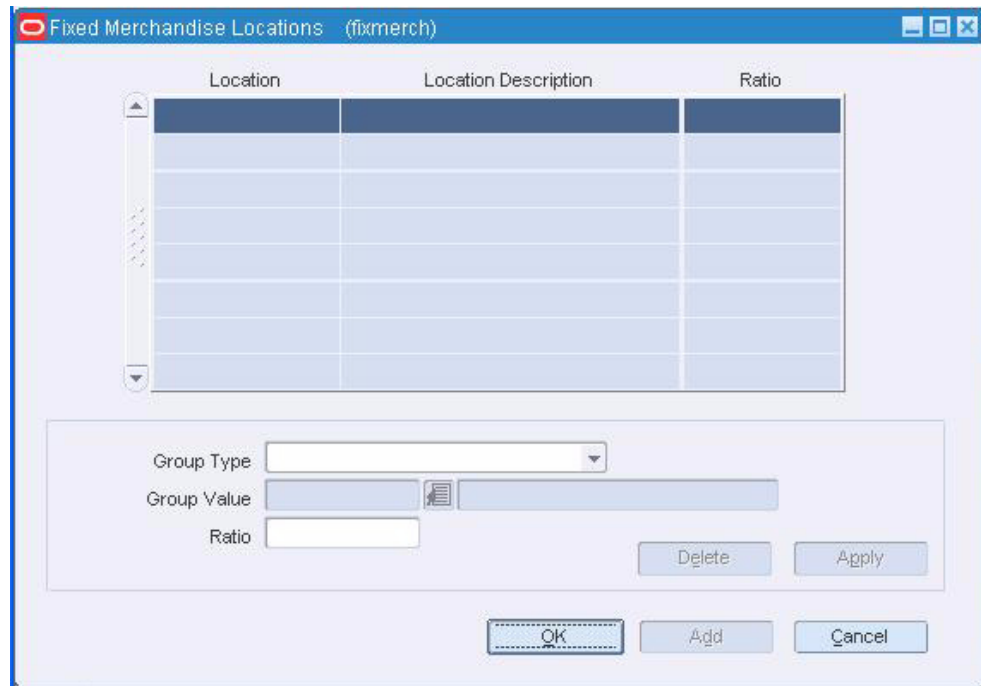 Fixed Merchandise Locations (fixmerch)
Location Location Description Ratio
Group Type
Group Value
Ratio
Delete Apply
OK Add Cancel